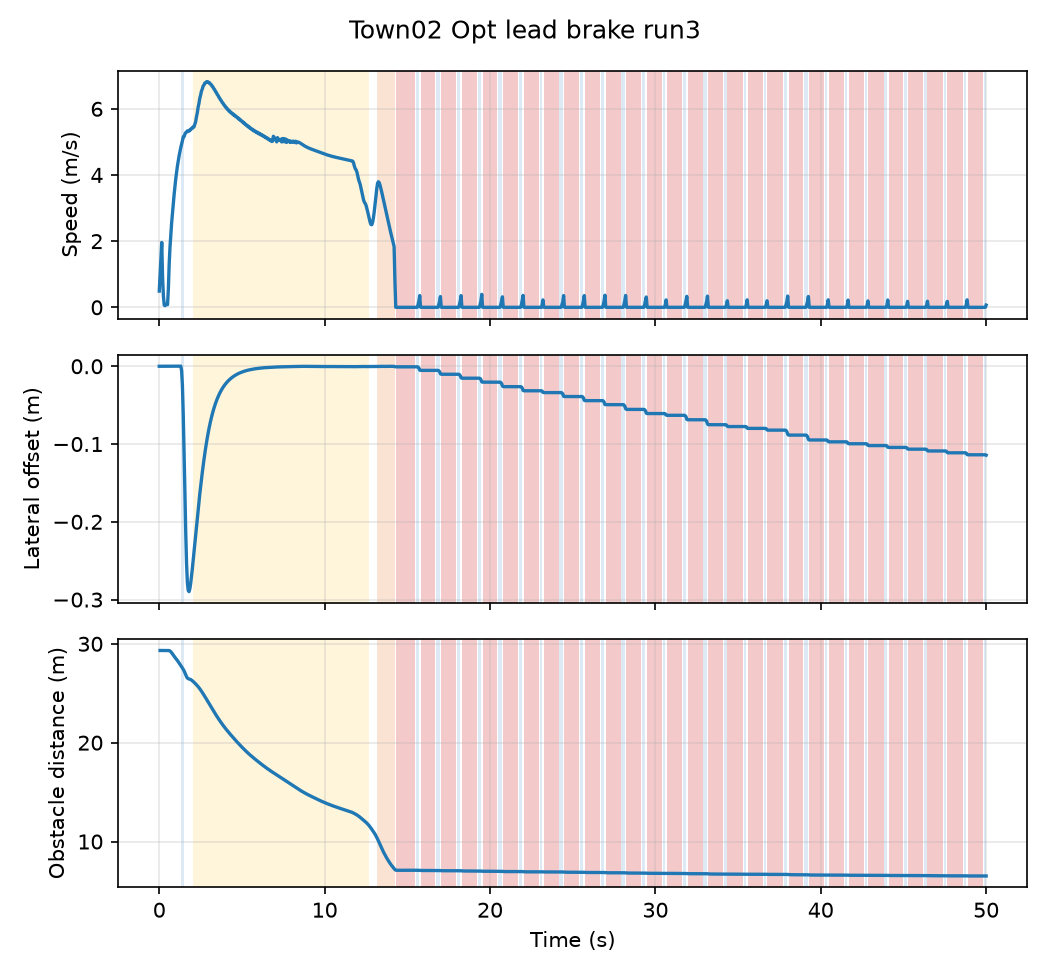 Town02 Opt lead brake run3
Speed (m/s)
6
4
2
0
Lateral offset (m)
0.0
−0.1
−0.2
−0.3
Obstacle distance (m)
30
20
10
0 10 20 30 40 50
Time (s)